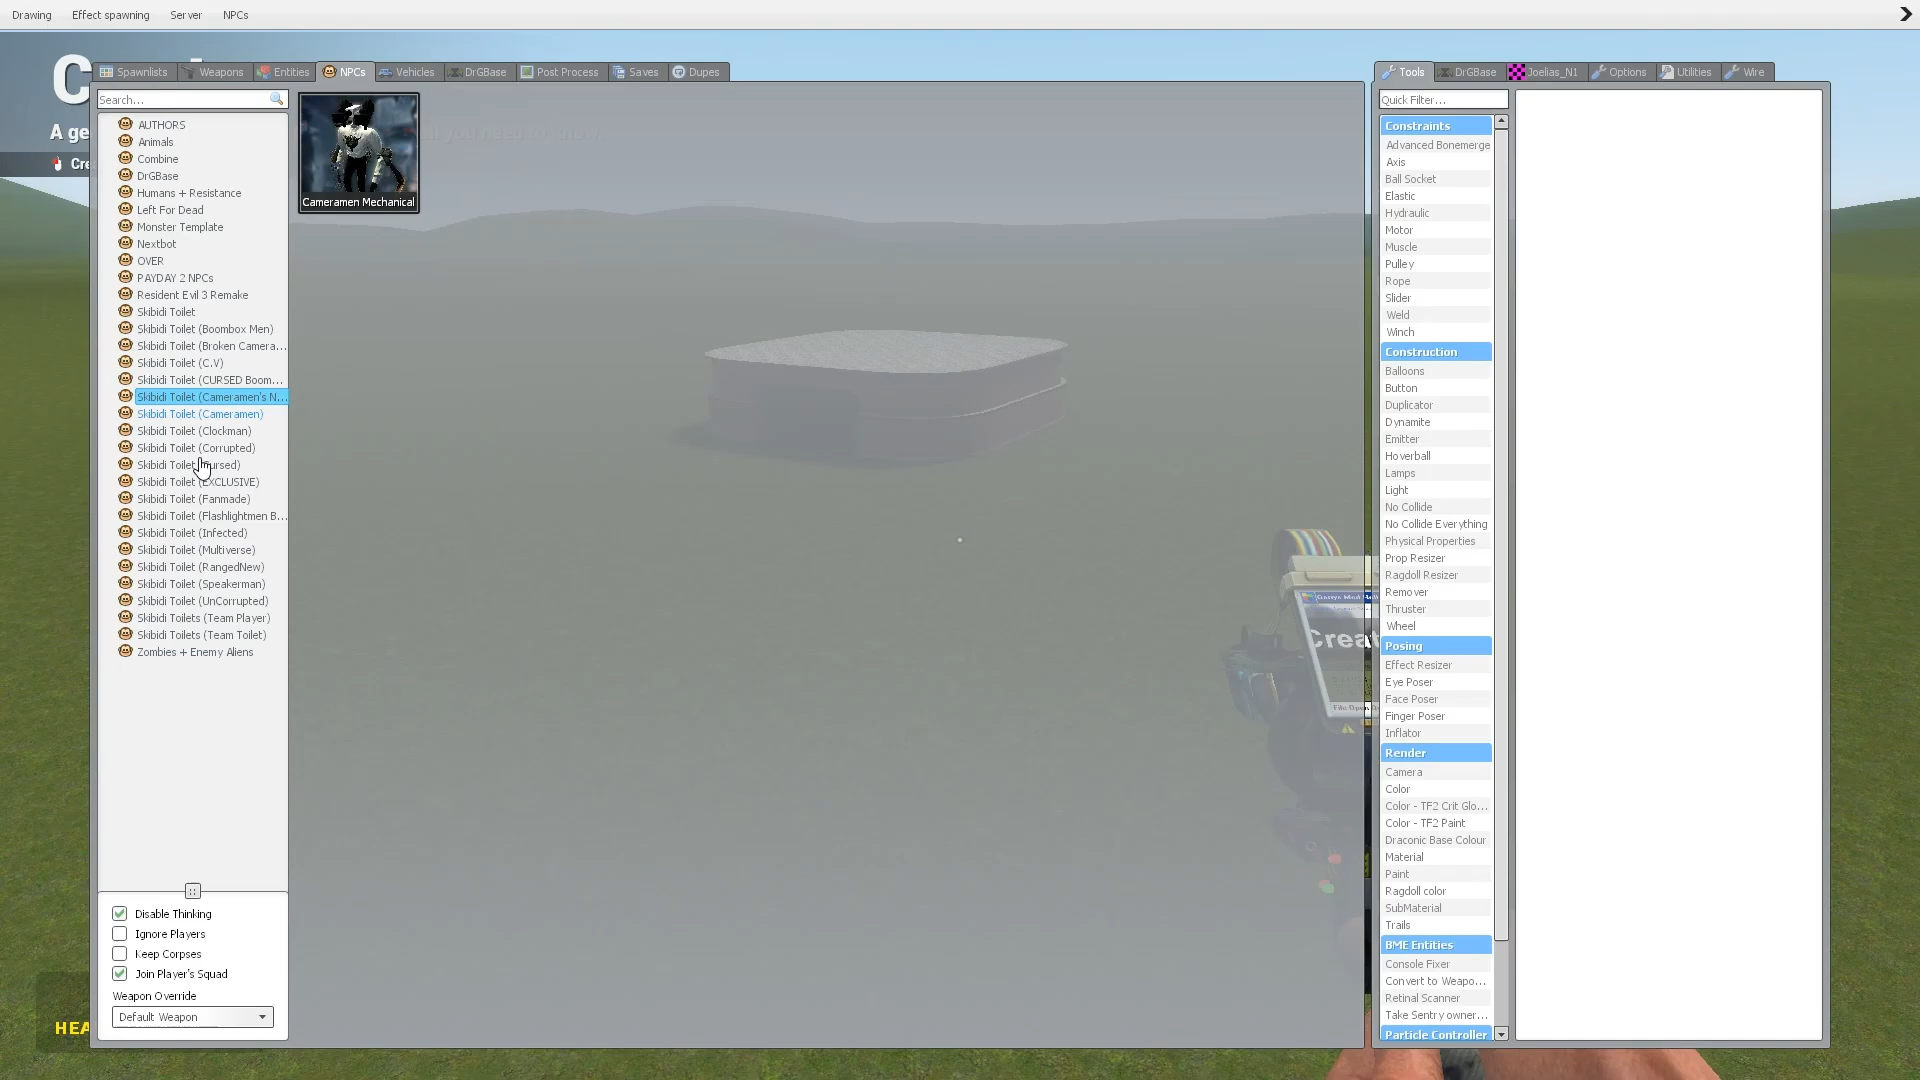 Drawing
Effect spawning
Server
NPCs
C
A ge
Cre
Spawnlists
Weapons
Entities
NPCs
Vehicles
DrGBase
Post Process
Saves
Dupes
Search...
AUTHORS
Animals
Combine
DrGBase
Humans + Resistance
Left For Dead
Monster Template
Nextbot
OVER
PAYDAY 2 NPCs
Resident Evil 3 Remake
Skibidi Toilet
Skibidi Toilet (Boombox Men)
Skibidi Toilet (Broken Camera...
Skibidi Toilet (C.V)
Skibidi Toilet (CURSED Boom...
Skibidi Toilet (Cameramen's N...
Skibidi Toilet (Cameramen)
Skibidi Toilet (Clockman)
Skibidi Toilet (Corrupted)
Skibidi Toilet (Cursed)
Skibidi Toilet (EXCLUSIVE)
Skibidi Toilet (Fanmade)
Skibidi Toilet (Flashlightmen B...
Skibidi Toilet (Infected)
Skibidi Toilet (Multiverse)
Skibidi Toilet (RangedNew)
Skibidi Toilet (Speakerman)
Skibidi Toilet (UnCorrupted)
Skibidi Toilets (Team Player)
Skibidi Toilets (Team Toilet)
Zombies + Enemy Aliens
Disable Thinking
Ignore Players
Keep Corpses
Join Player's Squad
Weapon Override
Default Weapon
HEA
Cameramen Mechanical
you need to know.
Creat
Tools
DrGBase
Joelias_N1
Options
Utilities
Wire
Quick Filter...
Constraints
Advanced Bonemerge
Axis
Ball Socket
Elastic
Hydraulic
Motor
Muscle
Pulley
Rope
Slider
Weld
Winch
Construction
Balloons
Button
Duplicator
Dynamite
Emitter
Hoverball
Lamps
Light
No Collide
No Collide Everything
Physical Properties
Prop Resizer
Ragdoll Resizer
Remover
Thruster
Wheel
Posing
Effect Resizer
Eye Poser
Face Poser
Finger Poser
Inflator
Render
Camera
Color
Color - TF2 Crit Glo...
Color - TF2 Paint
Draconic Base Colour
Material
Paint
Ragdoll color
SubMaterial
Trails
BME Entities
Console Fixer
Convert to Weapo...
Retinal Scanner
Take Sentry owner...
Particle Controller